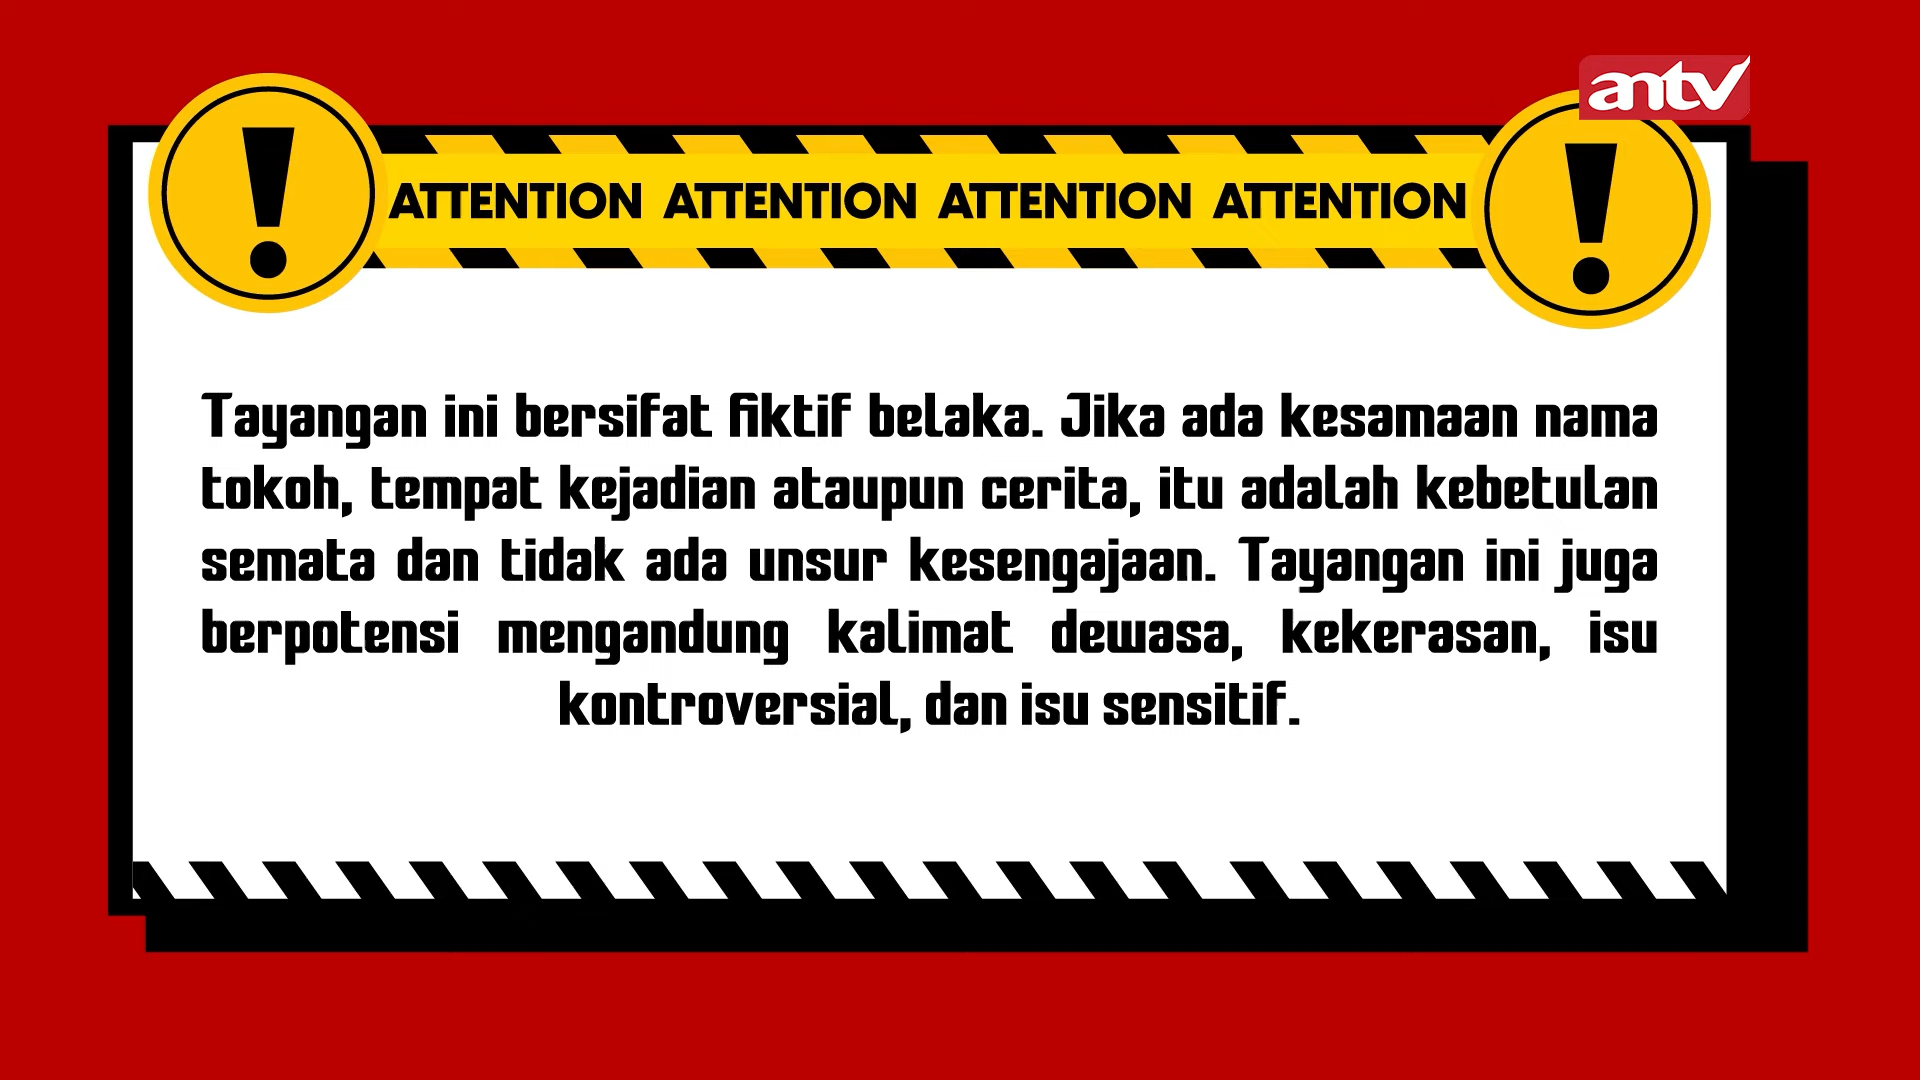 antv
ATTENTION ATTENTION ATTENTION ATTENTION
Tayangan ini bersifat fiktif belaka. Jika ada kesamaan nama
tokoh, tempat kejadian ataupun cerita, itu adalah kebetulan
semata dan tidak ada unsur kesengajaan. Tayangan ini juga
berpotensi mengandung kalimat dewasa, kekerasan, isu
kontroversial, dan isu sensitif.